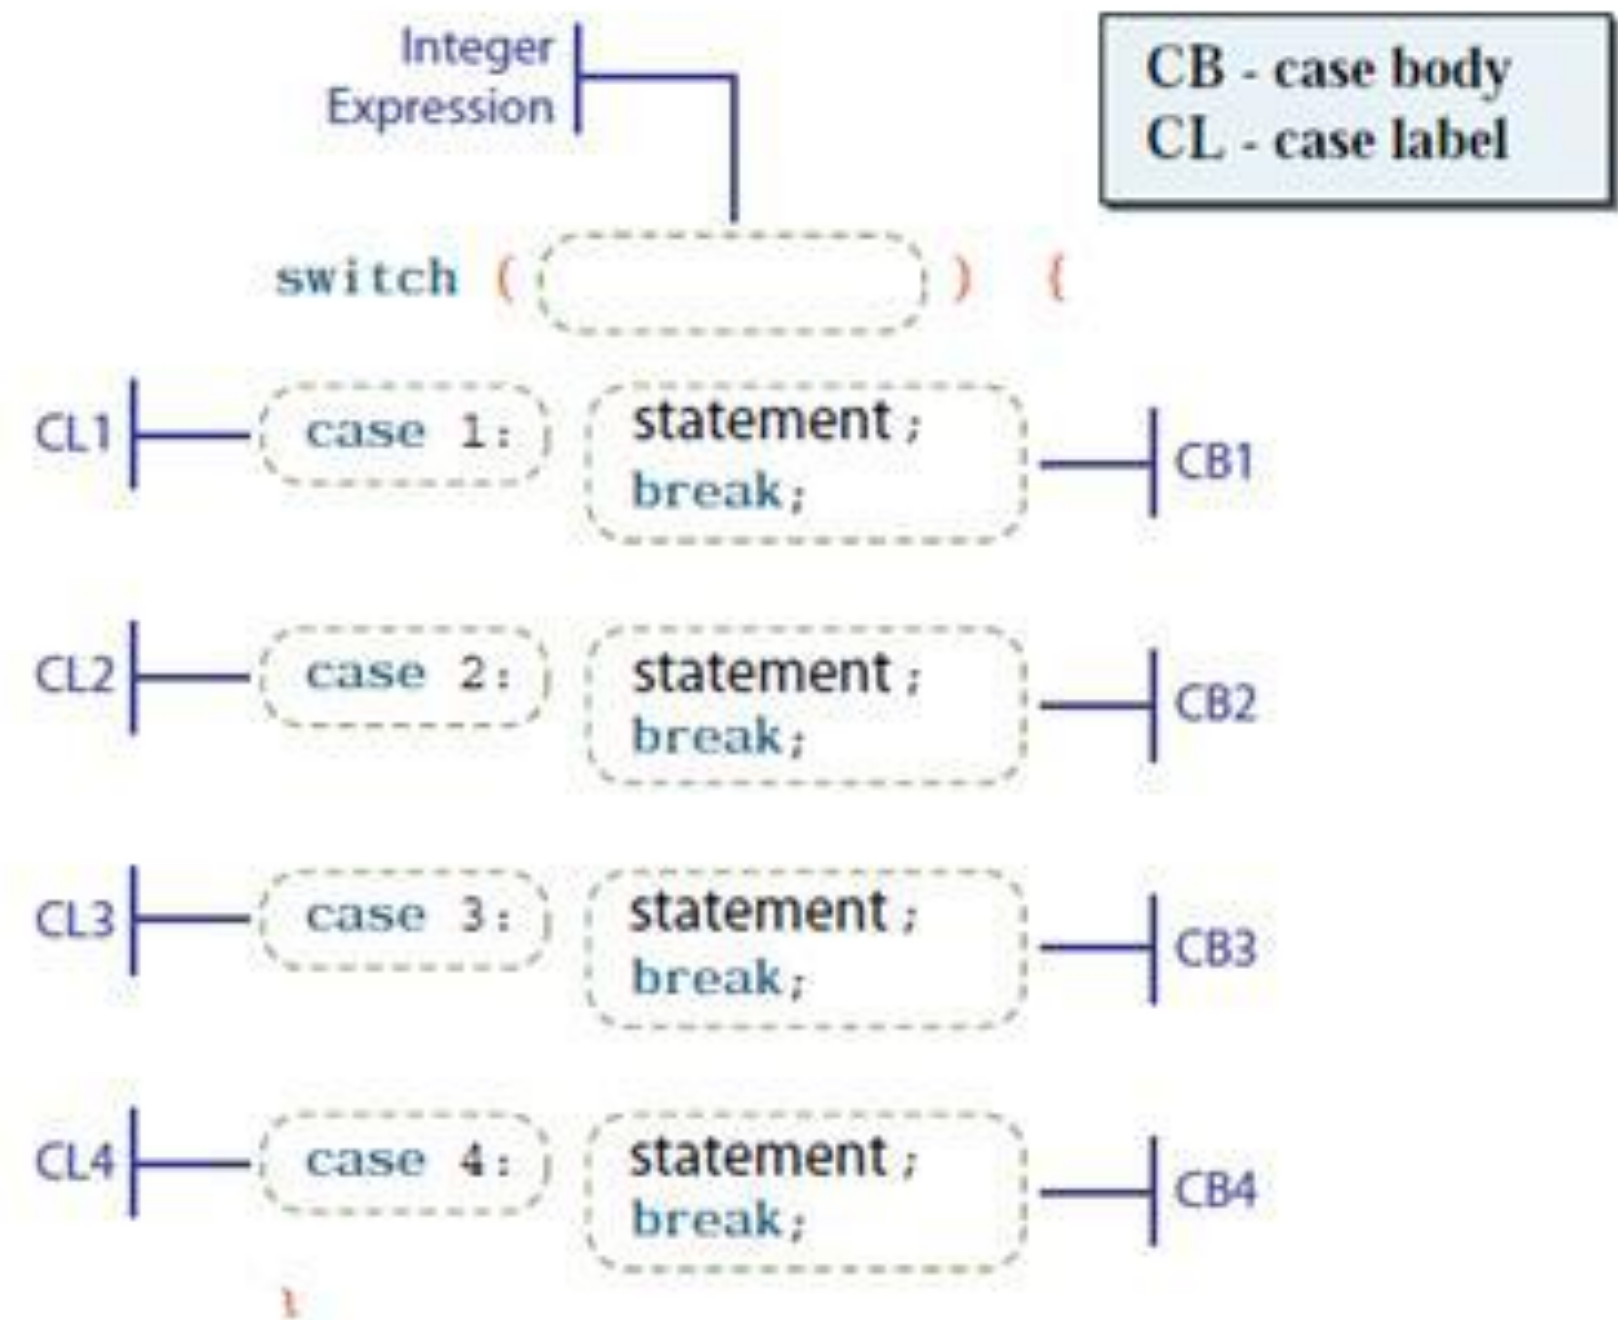 Integer
Expression
CB - case body
CL - case label
switch ( ) {
CL1 case 1: statement;
break; CB1
CL2 case 2: statement;
break; CB2
CL3 case 3: statement;
break; CB3
CL4 case 4: statement;
break; CB4
}